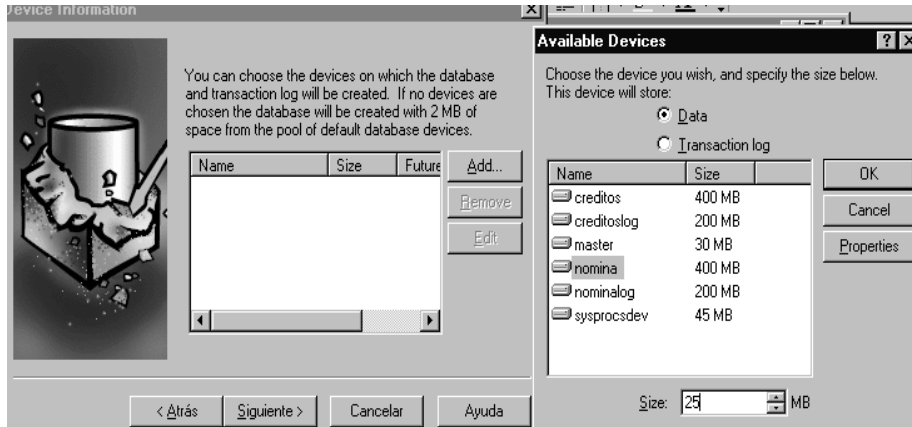 Device Information
You can choose the devices on which the database
and transaction log will be created. If no devices are
chosen the database will be created with 2 MB of
space from the pool of default database devices.
Name Size Future
Add...
Remove
Edit
< Atrás Siguiente > Cancelar Ayuda
Available Devices
Choose the device you wish, and specify the size below.
This device will store:
Data
Transaction log
Name Size
creditos 400 MB
creditoslog 200 MB
master 30 MB
nomina 400 MB
nominalog 200 MB
sysprocsdev 45 MB
OK
Cancel
Properties
Size: 25 MB